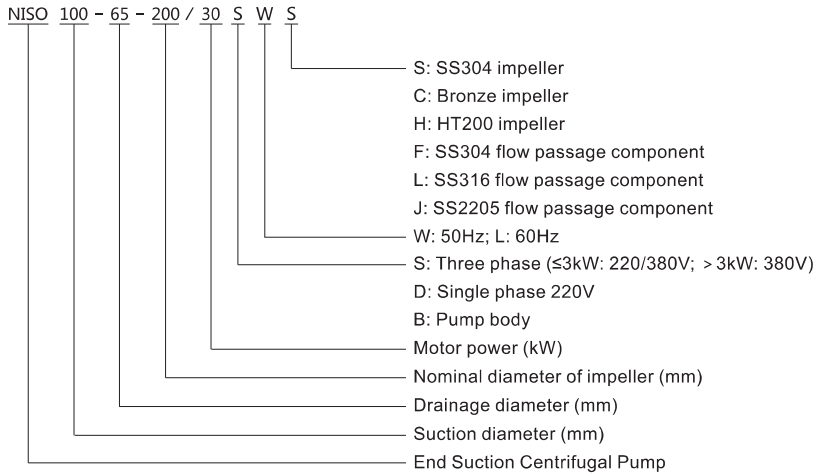 NISO 100 - 65 - 200 / 30 S W S
S: SS304 impeller
C: Bronze impeller
H: HT200 impeller
F: SS304 flow passage component
L: SS316 flow passage component
J: SS2205 flow passage component
W: 50Hz; L: 60Hz
S: Three phase (≤3kW: 220/380V; >3kW: 380V)
D: Single phase 220V
B: Pump body
Motor power (kW)
Nominal diameter of impeller (mm)
Drainage diameter (mm)
Suction diameter (mm)
End Suction Centrifugal Pump